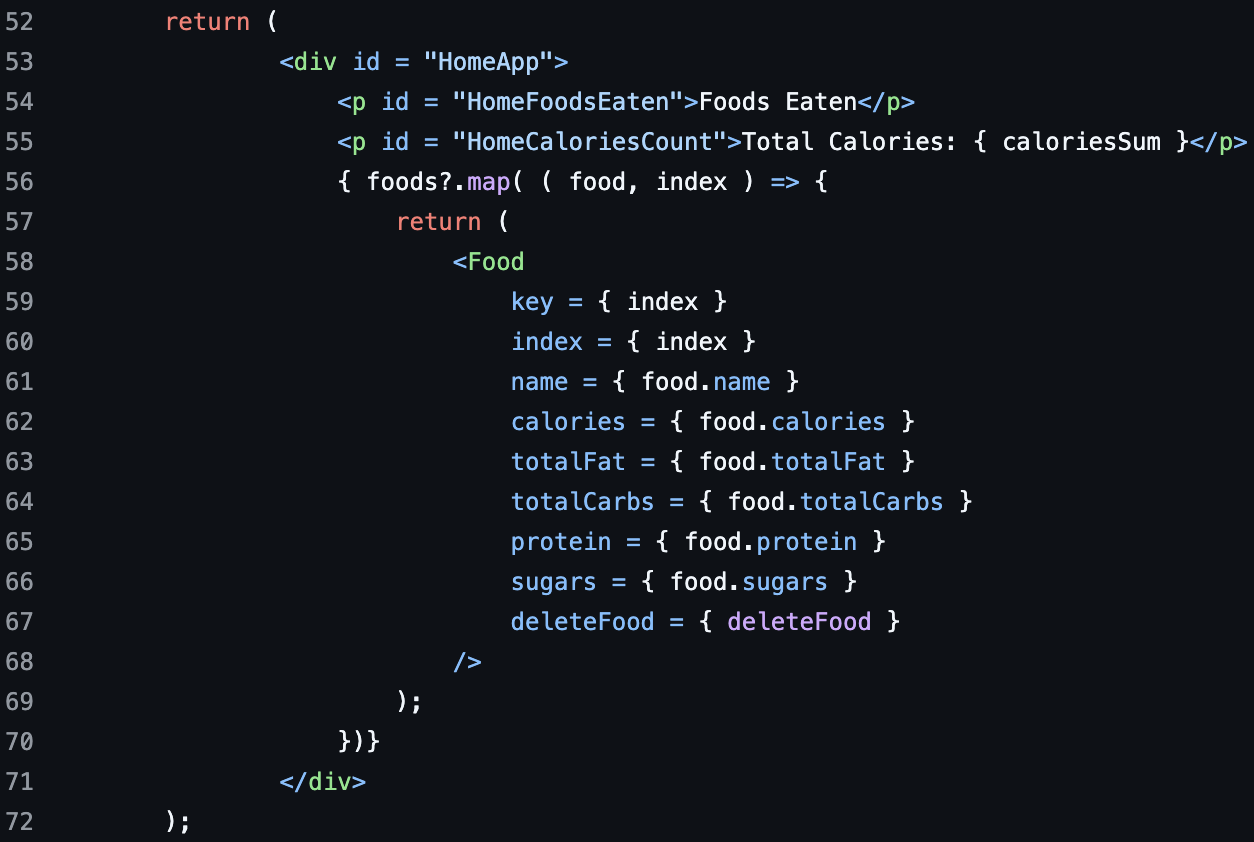 52 return (
53 <div id = "HomeApp">
54 <p id = "HomeFoodsEaten">Foods Eaten</p>
55 <p id = "HomeCaloriesCount">Total Calories: { caloriesSum }</p>
56 { foods?.map( ( food, index ) => {
57 return (
58 <Food
59 key = { index }
60 index = { index }
61 name = { food.name }
62 calories = { food.calories }
63 totalFat = { food.totalFat }
64 totalCarbs = { food.totalCarbs }
65 protein = { food.protein }
66 sugars = { food.sugars }
67 deleteFood = { deleteFood }
68 />
69 );
70 })}
71 </div>
72 );